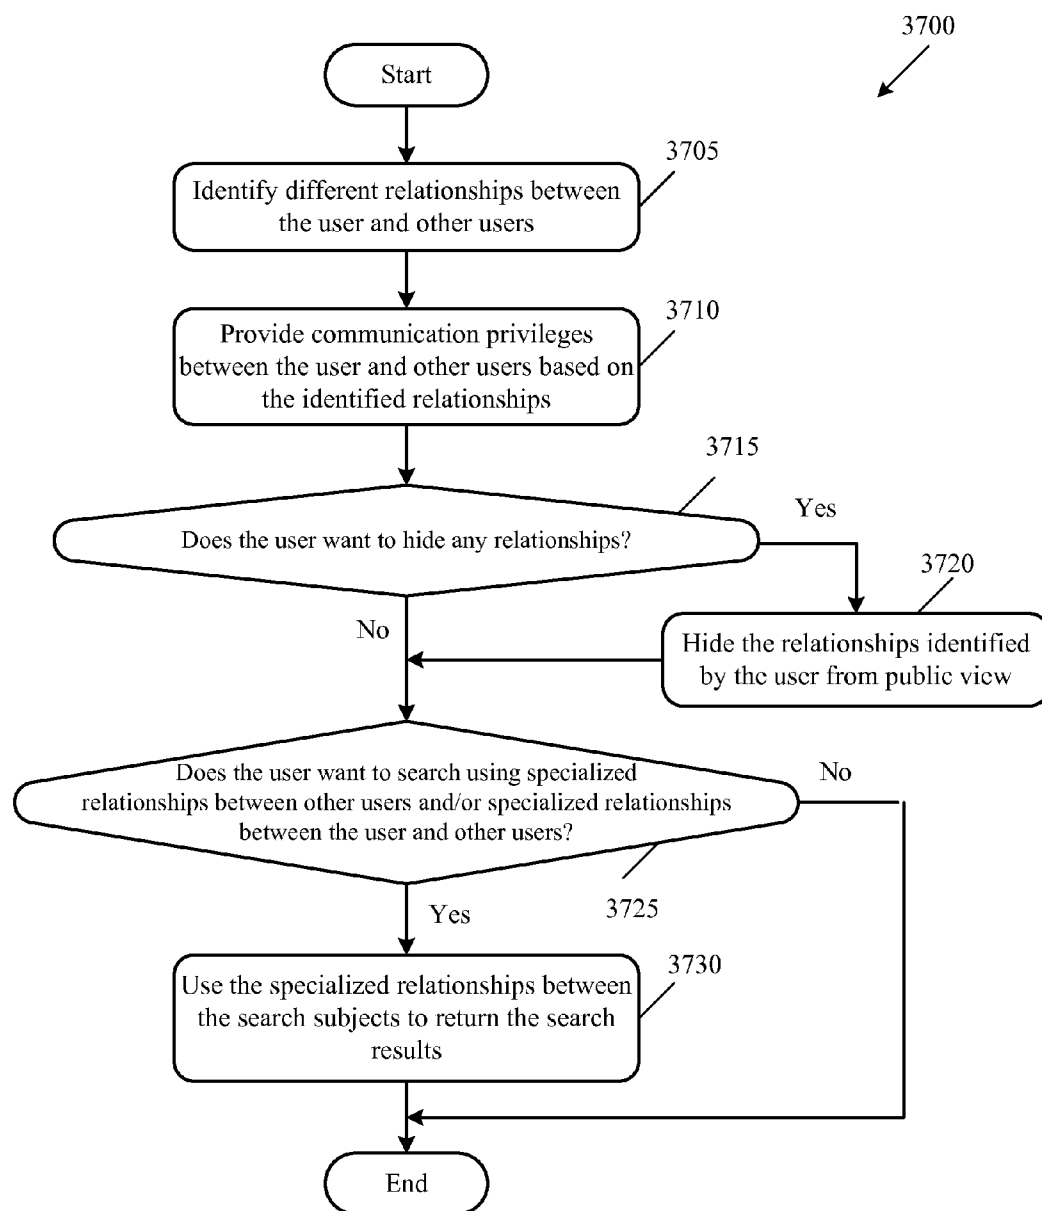 3700
Start
3705
Identify different relationships between
the user and other users
3710
Provide communication privileges
between the user and other users based on
the identified relationships
3715
Does the user want to hide any relationships?
Yes
3720
Hide the relationships identified
by the user from public view
No
Does the user want to search using specialized
relationships between other users and/or specialized relationships
between the user and other users?
No
3725
Yes
3730
Use the specialized relationships between
the search subjects to return the search
results
End